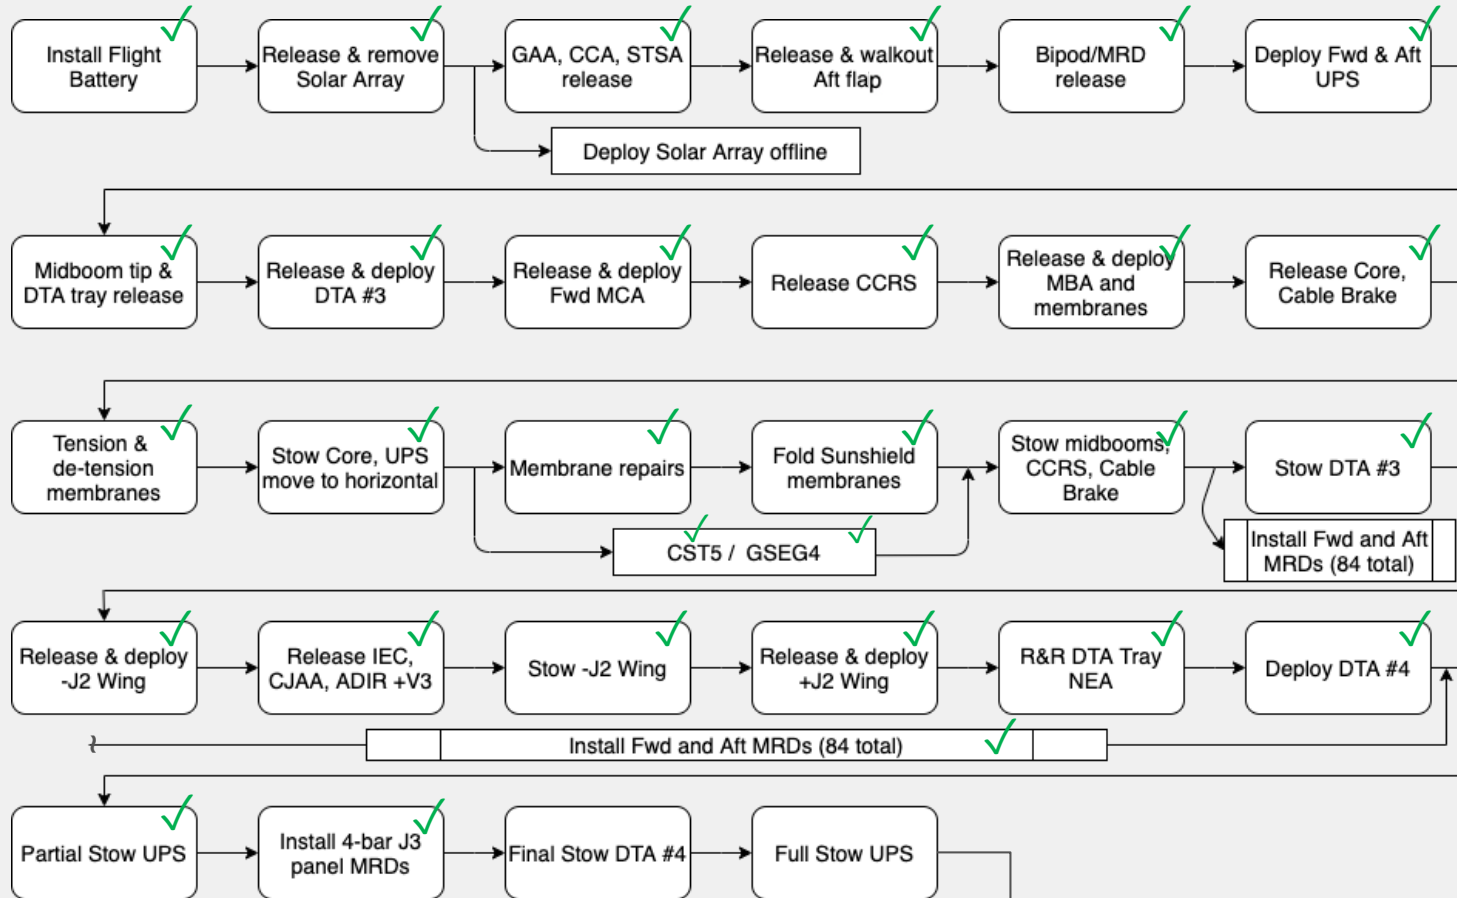 Install Flight
Battery
Release & remove
Solar Array
GAA, CCA, STSA
release
Release & walkout
Aft flap
Bipod/MRD
release
Deploy Fwd & Aft
UPS
Deploy Solar Array offline
Midboom tip &
DTA tray release
Release & deploy
DTA #3
Release & deploy
Fwd MCA
Release CCRS
Release & deploy
MBA and
membranes
Release Core,
Cable Brake
Tension &
de-tension
membranes
Stow Core, UPS
move to horizontal
Membrane repairs
Fold Sunshield
membranes
Stow midbooms,
CCRS, Cable
Brake
Stow DTA #3
CST5 / GSEG4
Install Fwd and Aft
MRDs (84 total)
Release & deploy
-J2 Wing
Release IEC,
CJAA, ADIR +V3
Stow -J2 Wing
Release & deploy
+J2 Wing
R&R DTA Tray
NEA
Deploy DTA #4
Install Fwd and Aft MRDs (84 total)
Partial Stow UPS
Install 4-bar J3
panel MRDs
Final Stow DTA #4
Full Stow UPS